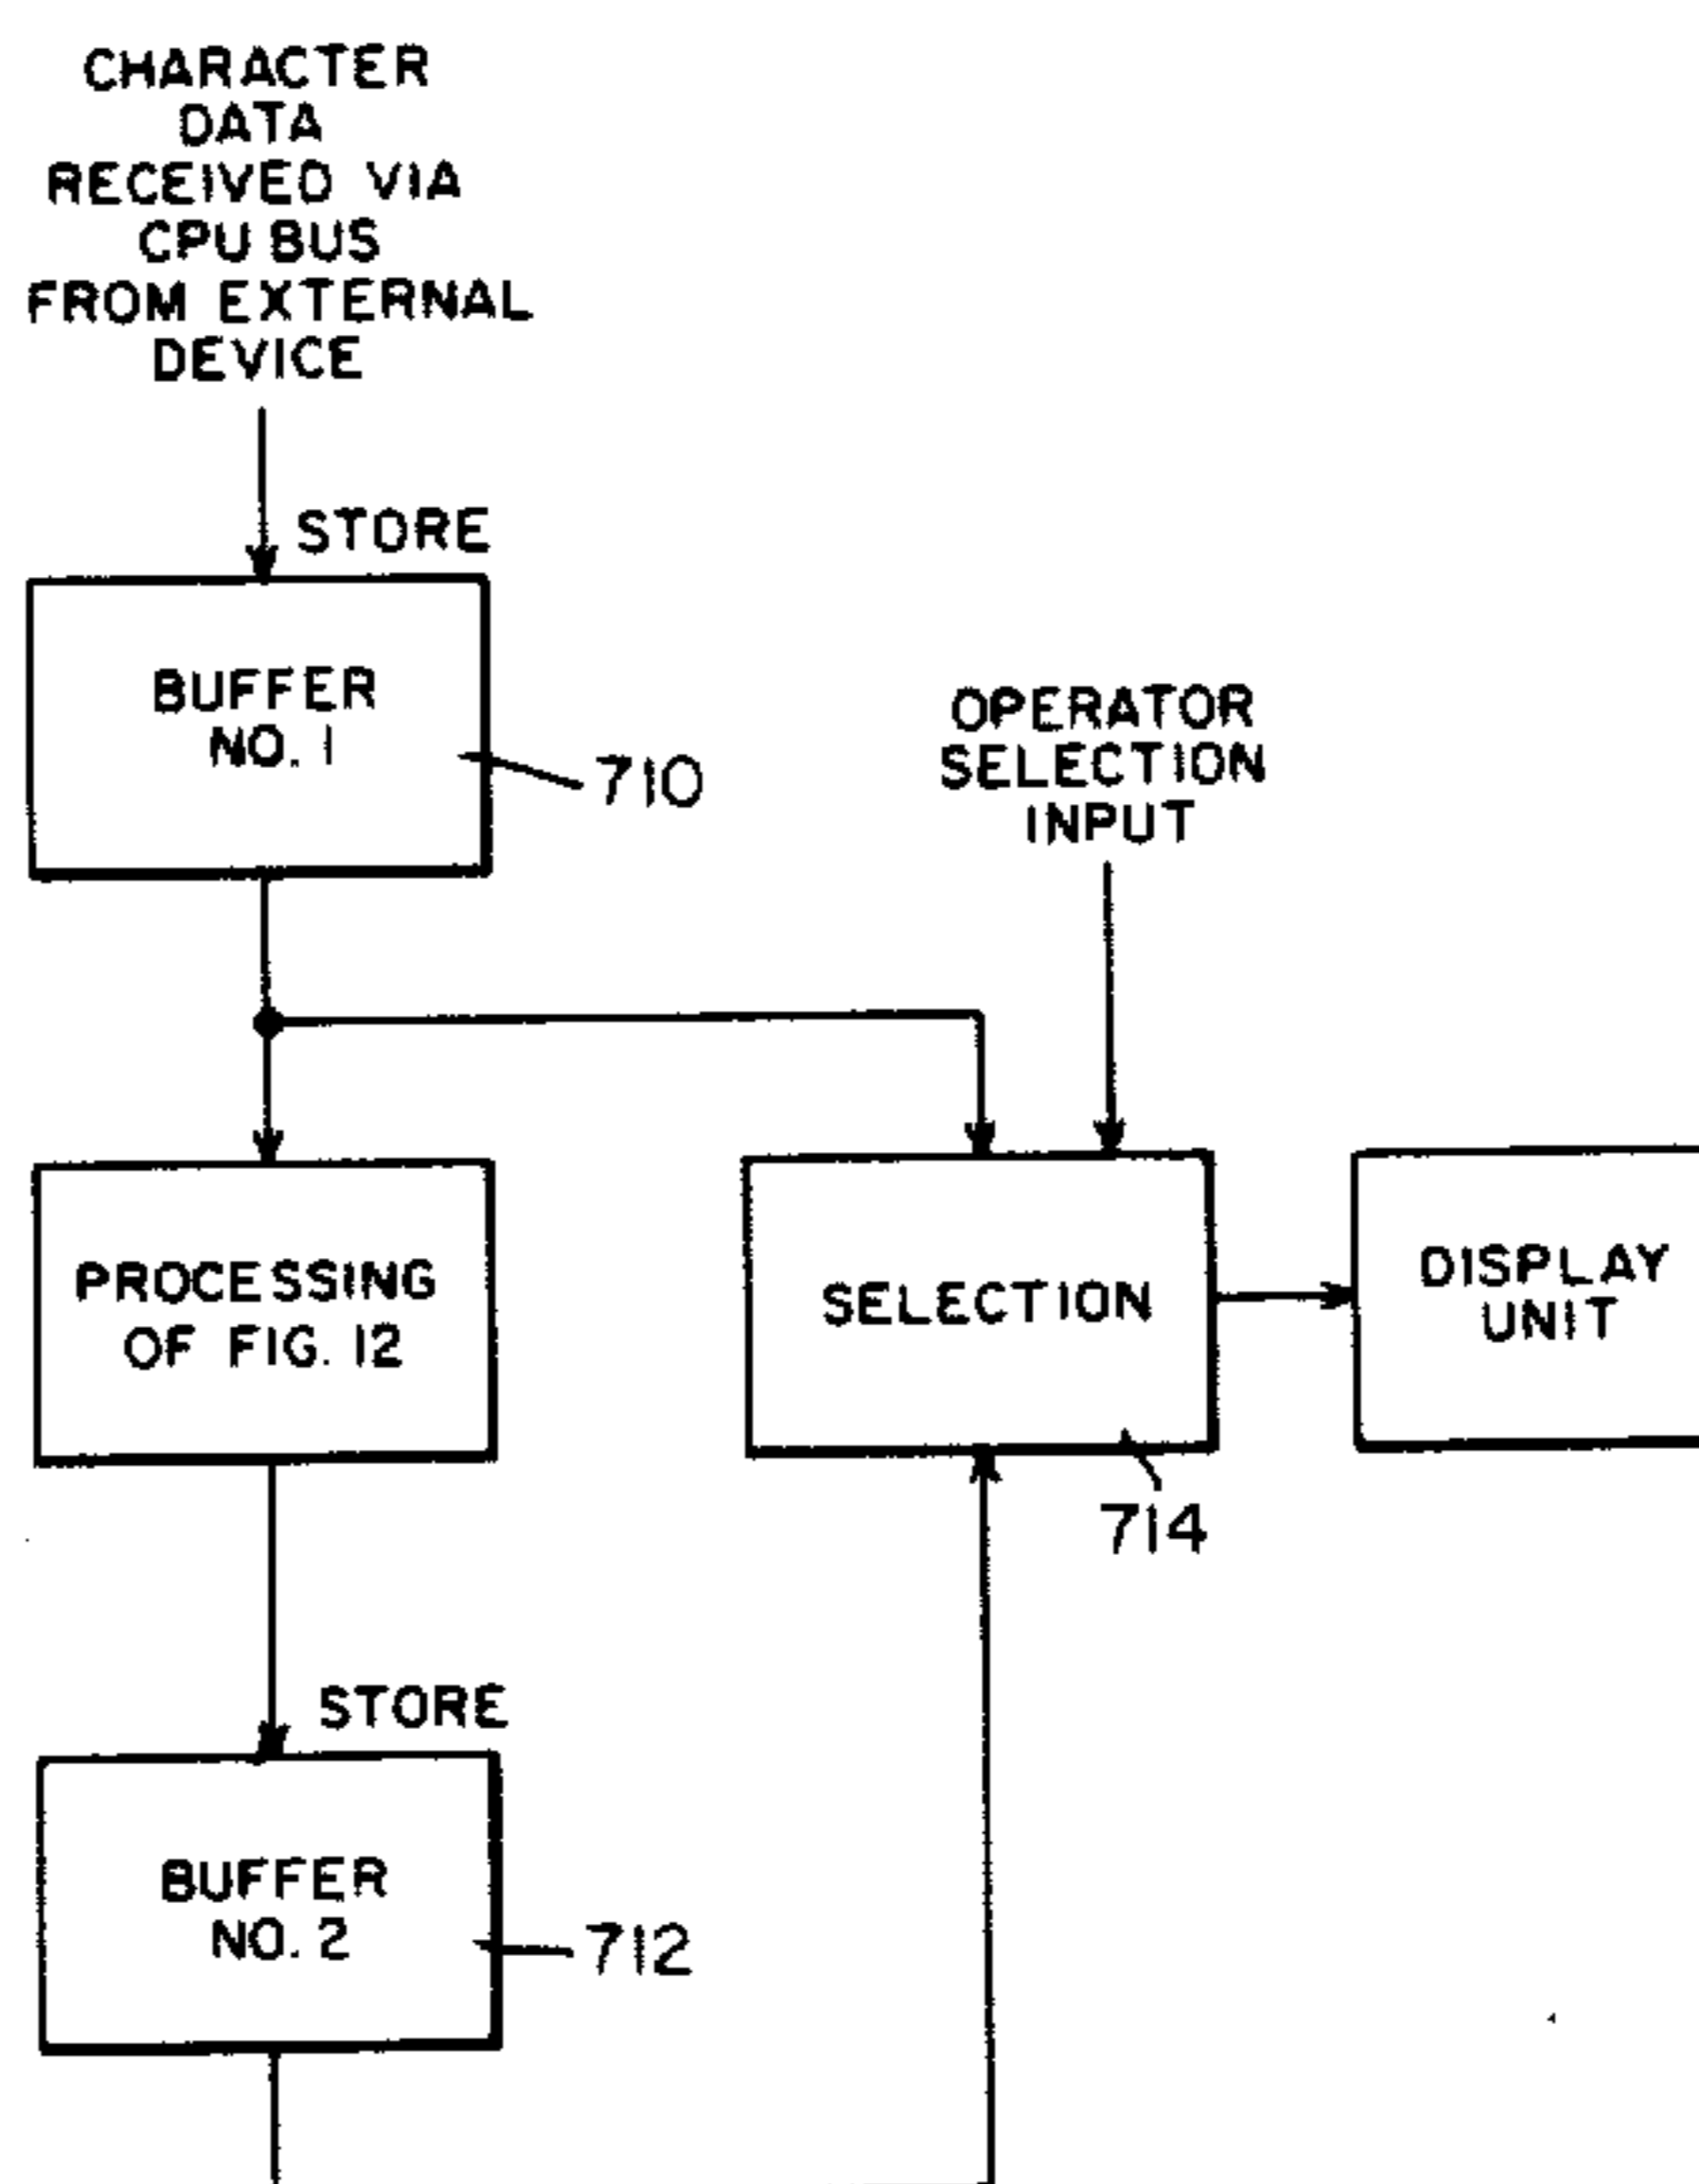 CHARACTER
DATA
RECEIVED VIA
CPU BUS
FROM EXTERNAL
DEVICE
STORE
BUFFER
NO. 1
710
OPERATOR
SELECTION
INPUT
PROCESSING
OF FIG. 12
SELECTION
DISPLAY
UNIT
714
STORE
BUFFER
NO. 2
712